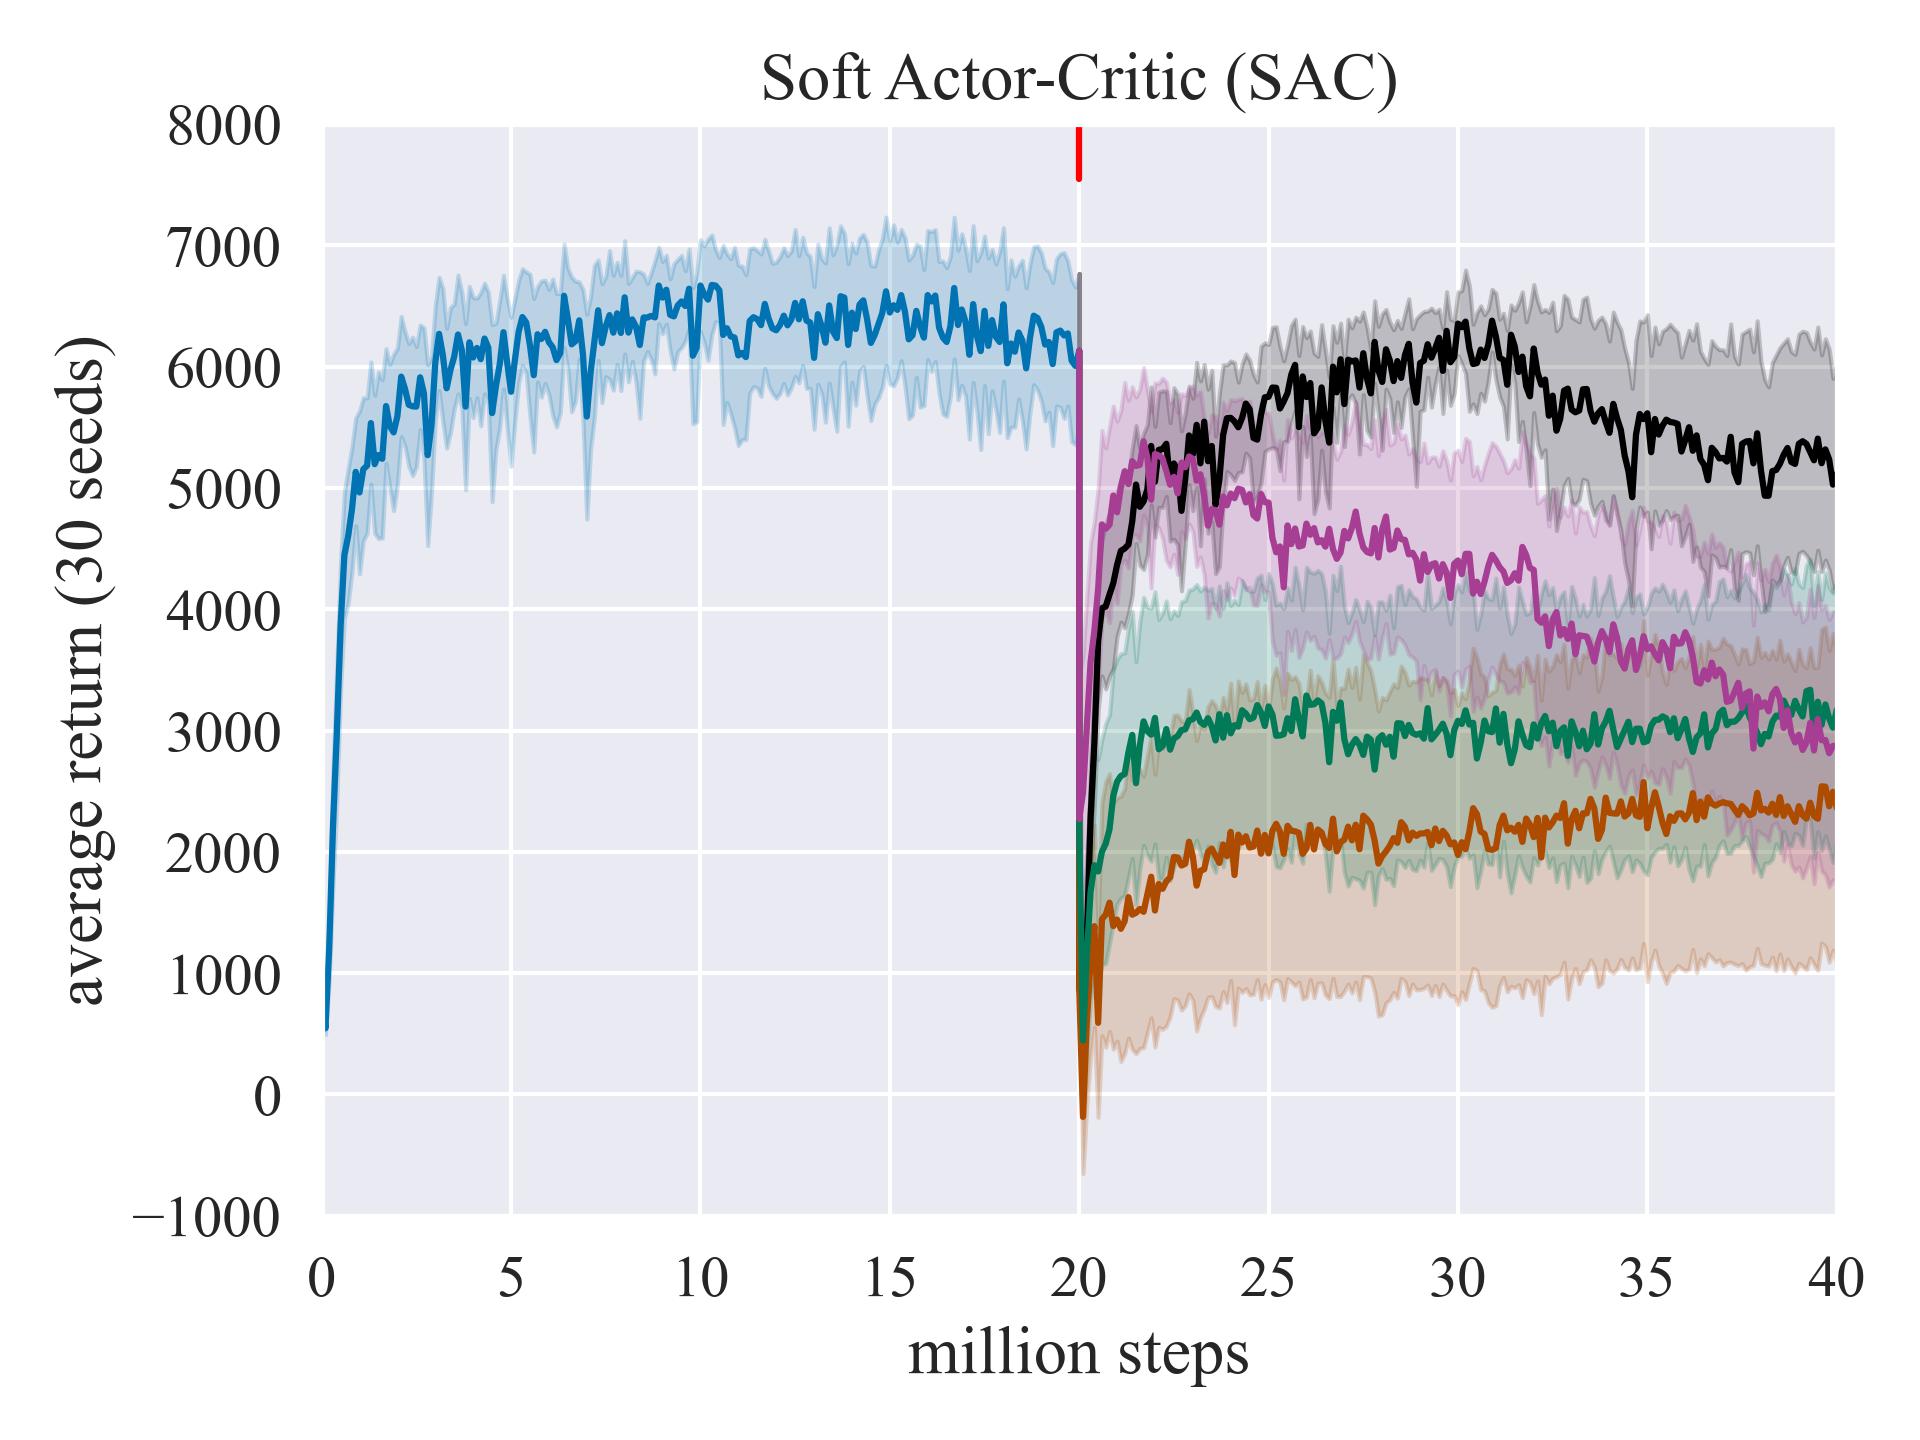 Soft Actor-Critic (SAC)
8000
7000
6000
5000
4000
3000
2000
1000
0
−1000
average return (30 seeds)
0 5 10 15 20 25 30 35 40
million steps